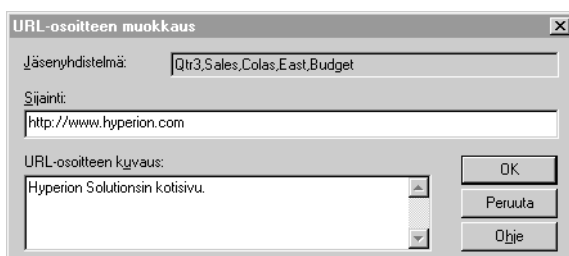 URL-osoitteen muokkaus
Jäsenyhdistelmä: Qtr3,Sales,Colas,East,Budget
Sijainti:
http://www.hyperion.com
URL-osoitteen kuvaus:
Hyperion Solutionsin kotisivu.
OK
Peruuta
Ohje